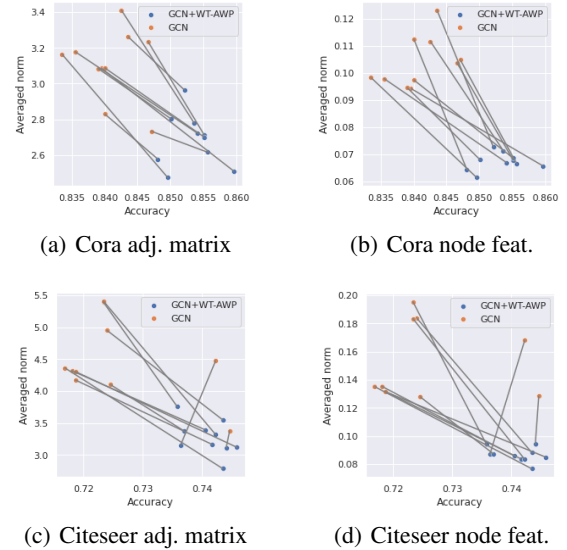 GCN+WT-AWP
GCN
Averaged norm
3.4
3.2
3.0
2.8
2.6
0.835 0.840 0.845 0.850 0.855 0.860
Accuracy
(a) Cora adj. matrix
GCN+WT-AWP
GCN
Averaged norm
0.12
0.11
0.10
0.09
0.08
0.07
0.06
0.835 0.840 0.845 0.850 0.855 0.860
Accuracy
(b) Cora node feat.
GCN+WT-AWP
GCN
Averaged norm
5.5
5.0
4.5
4.0
3.5
3.0
0.72 0.73 0.74
Accuracy
(c) Citeseer adj. matrix
GCN+WT-AWP
GCN
Averaged norm
0.20
0.18
0.16
0.14
0.12
0.10
0.08
0.72 0.73 0.74
Accuracy
(d) Citeseer node feat.